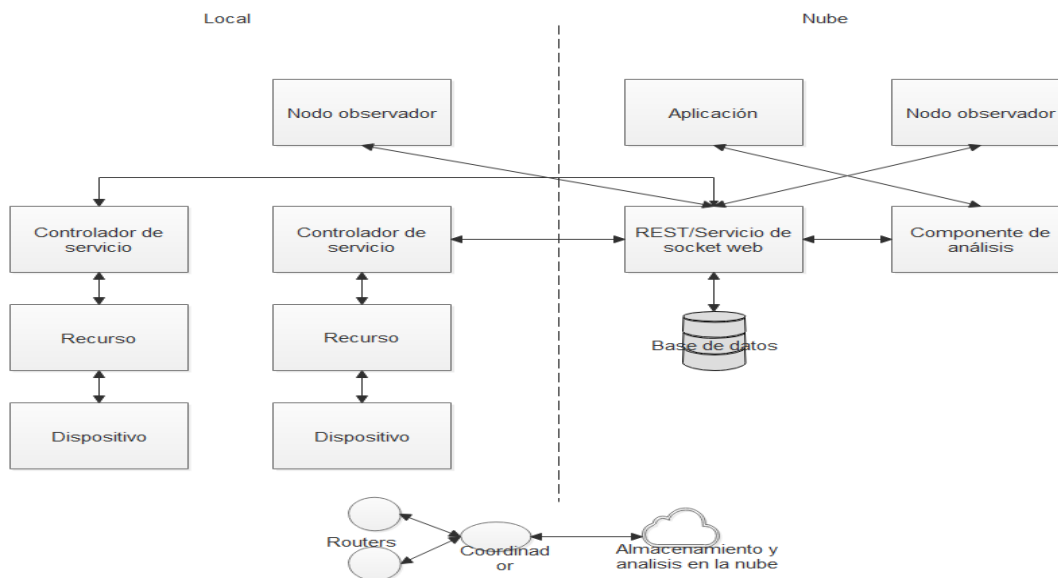 Local
Nube
Nodo observador
Aplicación
Nodo observador
Controlador de
servicio
Controlador de
servicio
REST/Servicio de
socket web
Componente de
análisis
Recurso
Recurso
Base de datos
Dispositivo
Dispositivo
Routers
Coordinad
or
Almacenamiento y
analisis en la nube